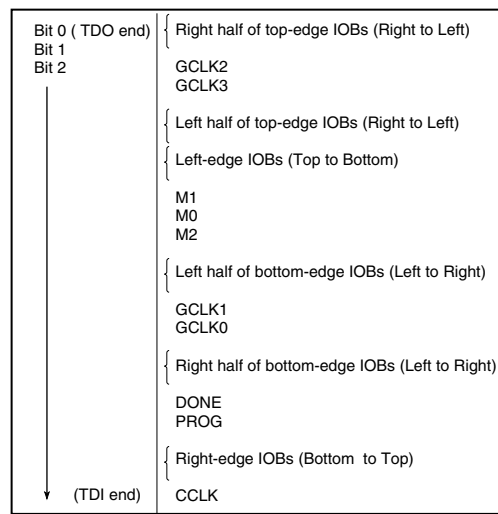 Bit 0 ( TDO end)
Bit 1
Bit 2
Right half of top-edge IOBs (Right to Left)
GCLK2
GCLK3
Left half of top-edge IOBs (Right to Left)
Left-edge IOBs (Top to Bottom)
M1
M0
M2
Left half of bottom-edge IOBs (Left to Right)
GCLK1
GCLK0
Right half of bottom-edge IOBs (Left to Right)
DONE
PROG
Right-edge IOBs (Bottom to Top)
(TDI end)
CCLK